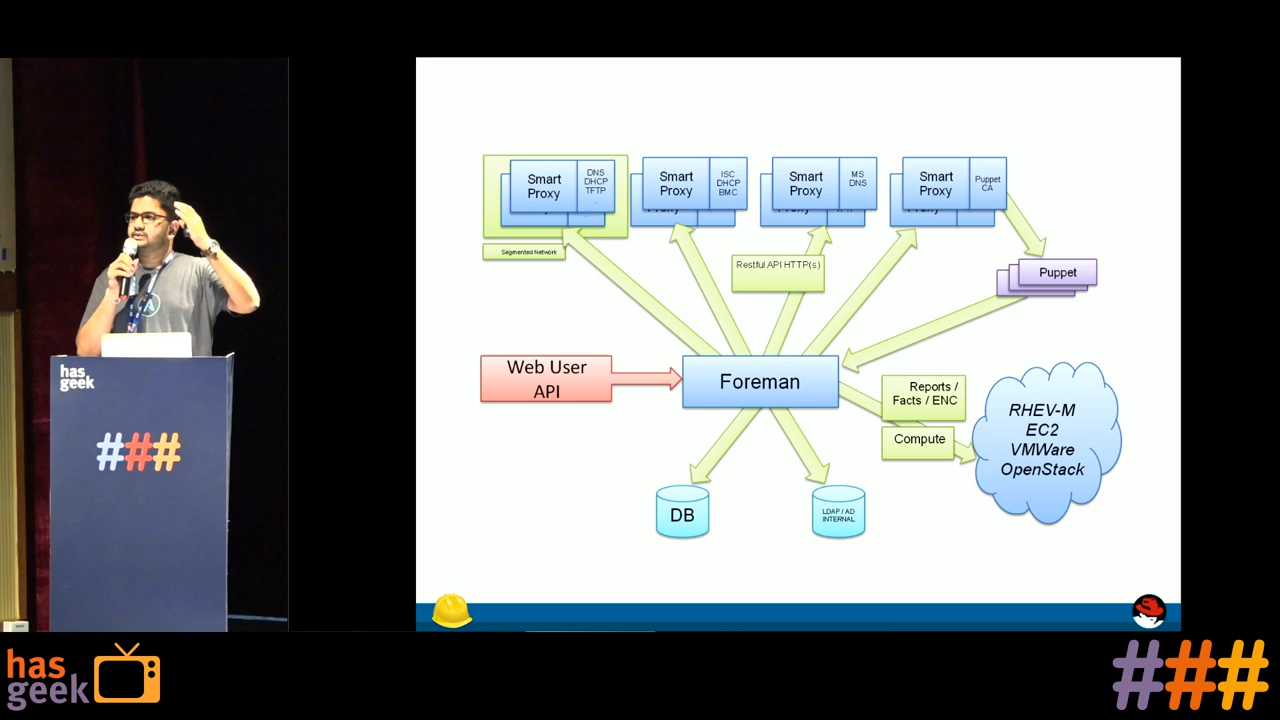 Smart
Proxy
DNS
DHCP
TFTP
...
Smart
Proxy
ISC
DHCP
BMC
Smart
Proxy
MS
DNS
Smart
Proxy
Puppet
CA
Segmented Network
Restful API HTTP(s)
Puppet
Web User
API
Foreman
Reports /
Facts / ENC
Compute
RHEV-M
EC2
VMWare
OpenStack
DB
LDAP / AD
INTERNAL
has
geek
###
has
geek
###